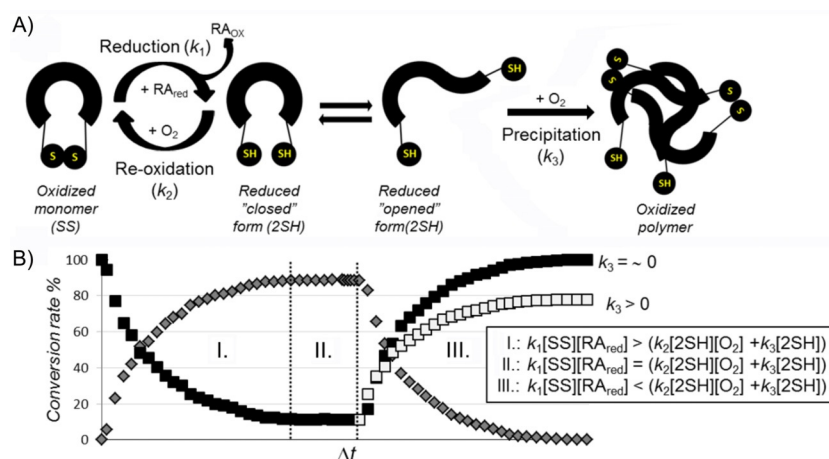 A)
Reduction (k₁)
RA_OX
+ RA_red
+ O₂
Re-oxidation
(k₂)
S S
SH SH
SH
SH
+ O₂
Precipitation
(k₃)
S
S
S
S
SH
SH
Oxidized
monomer
(SS)
Reduced
"closed"
form (2SH)
Reduced
"opened"
form(2SH)
Oxidized
polymer
B)
Conversion rate %
100
80
60
40
20
0
I.
II.
III.
Δt
k₃ = ~ 0
k₃ > 0
I.: k₁[SS][RA_red] > (k₂[2SH][O₂] +k₃[2SH])
II.: k₁[SS][RA_red] = (k₂[2SH][O₂] +k₃[2SH])
III.: k₁[SS][RA_red] < (k₂[2SH][O₂] +k₃[2SH])